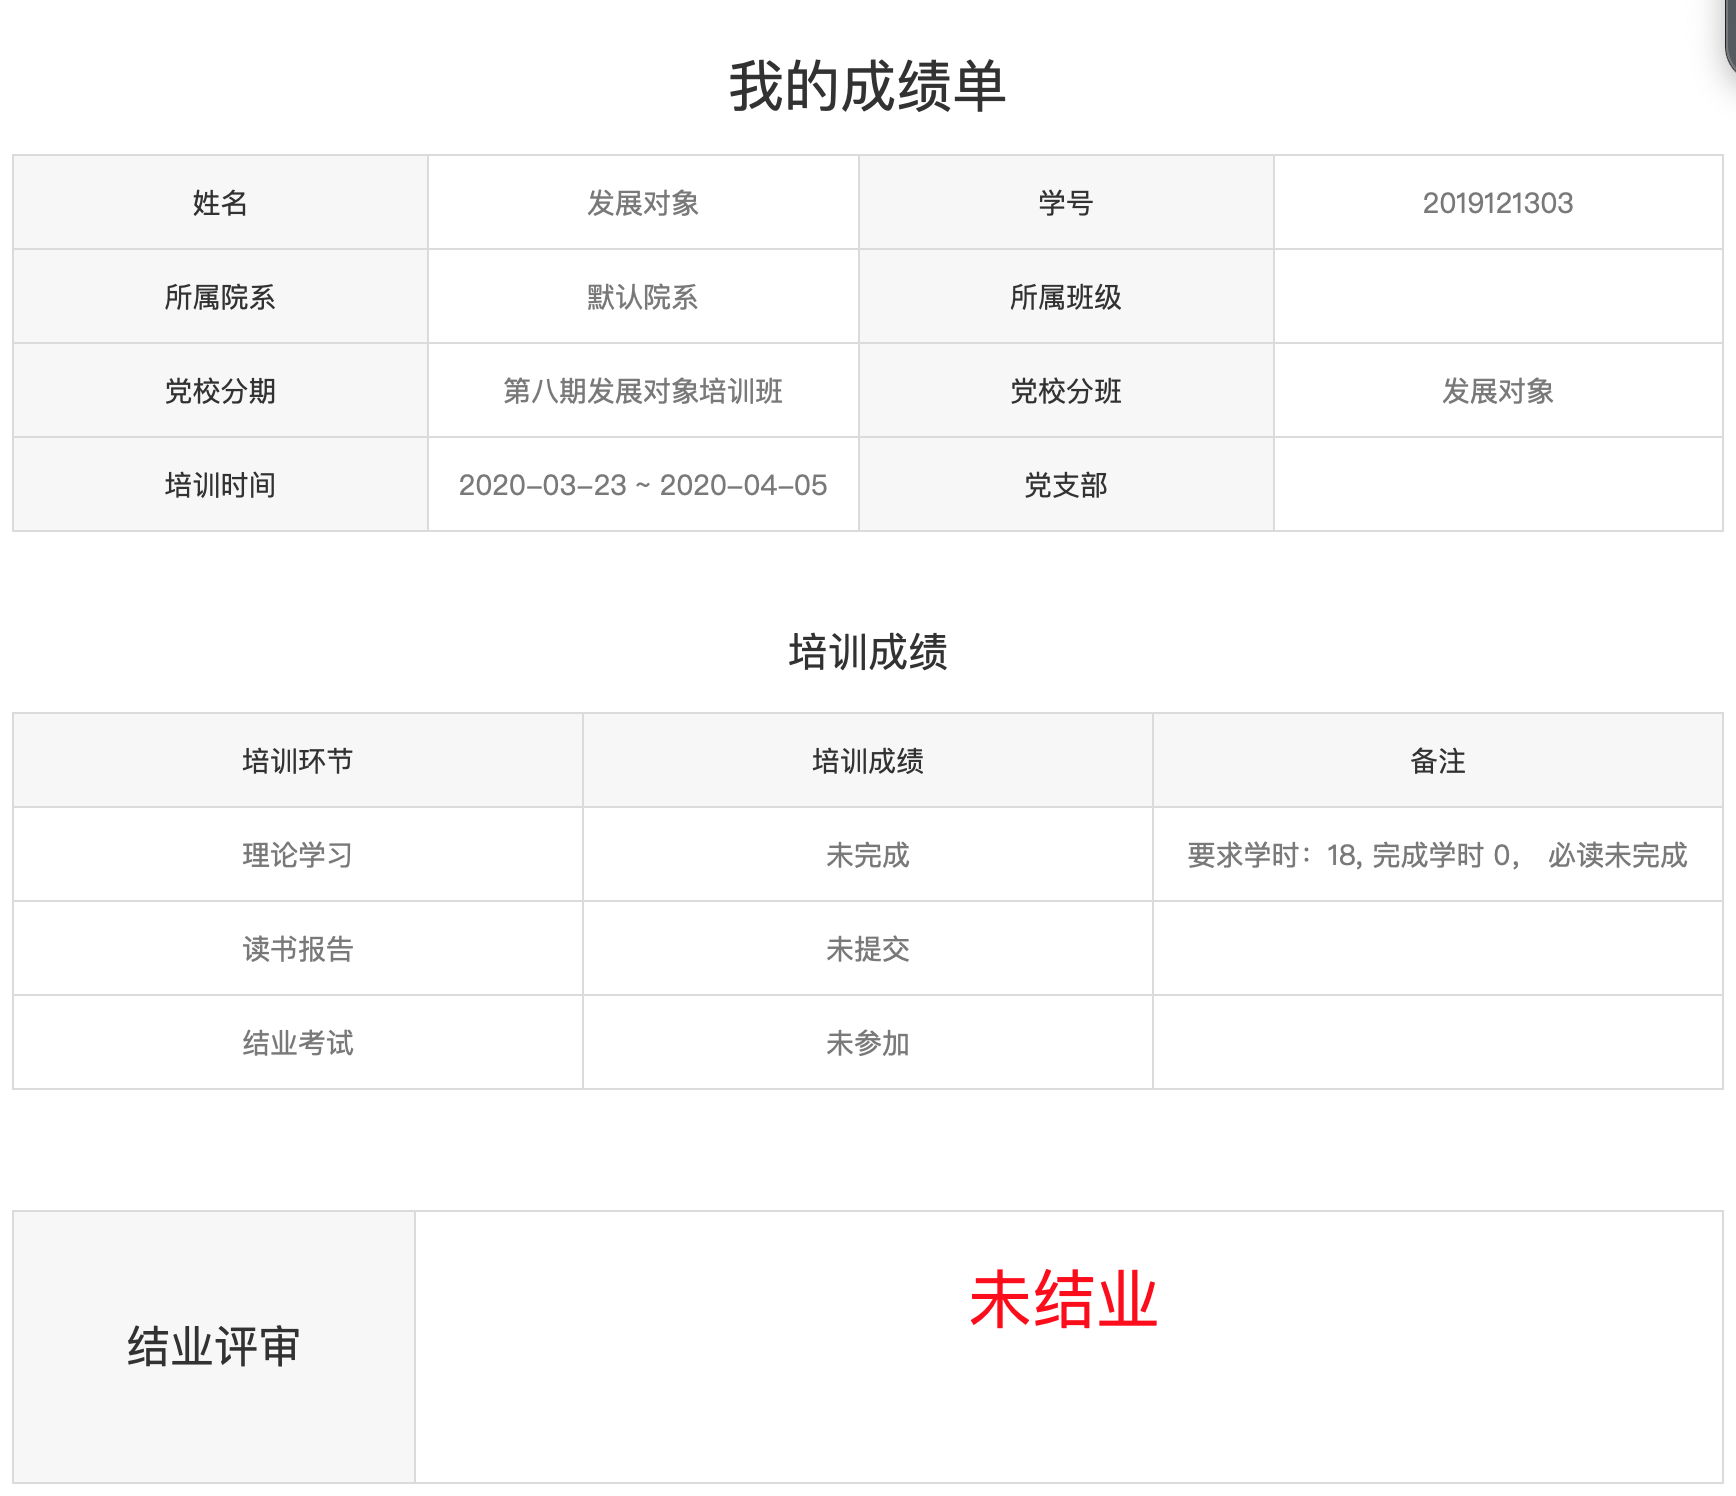 我的成绩单
姓名 发展对象 学号 2019121303
所属院系 默认院系 所属班级
党校分期 第八期发展对象培训班 党校分班 发展对象
培训时间 2020-03-23 ~ 2020-04-05 党支部
培训成绩
培训环节 培训成绩 备注
理论学习 未完成 要求学时：18, 完成学时 0， 必读未完成
读书报告 未提交
结业考试 未参加
结业评审 未结业